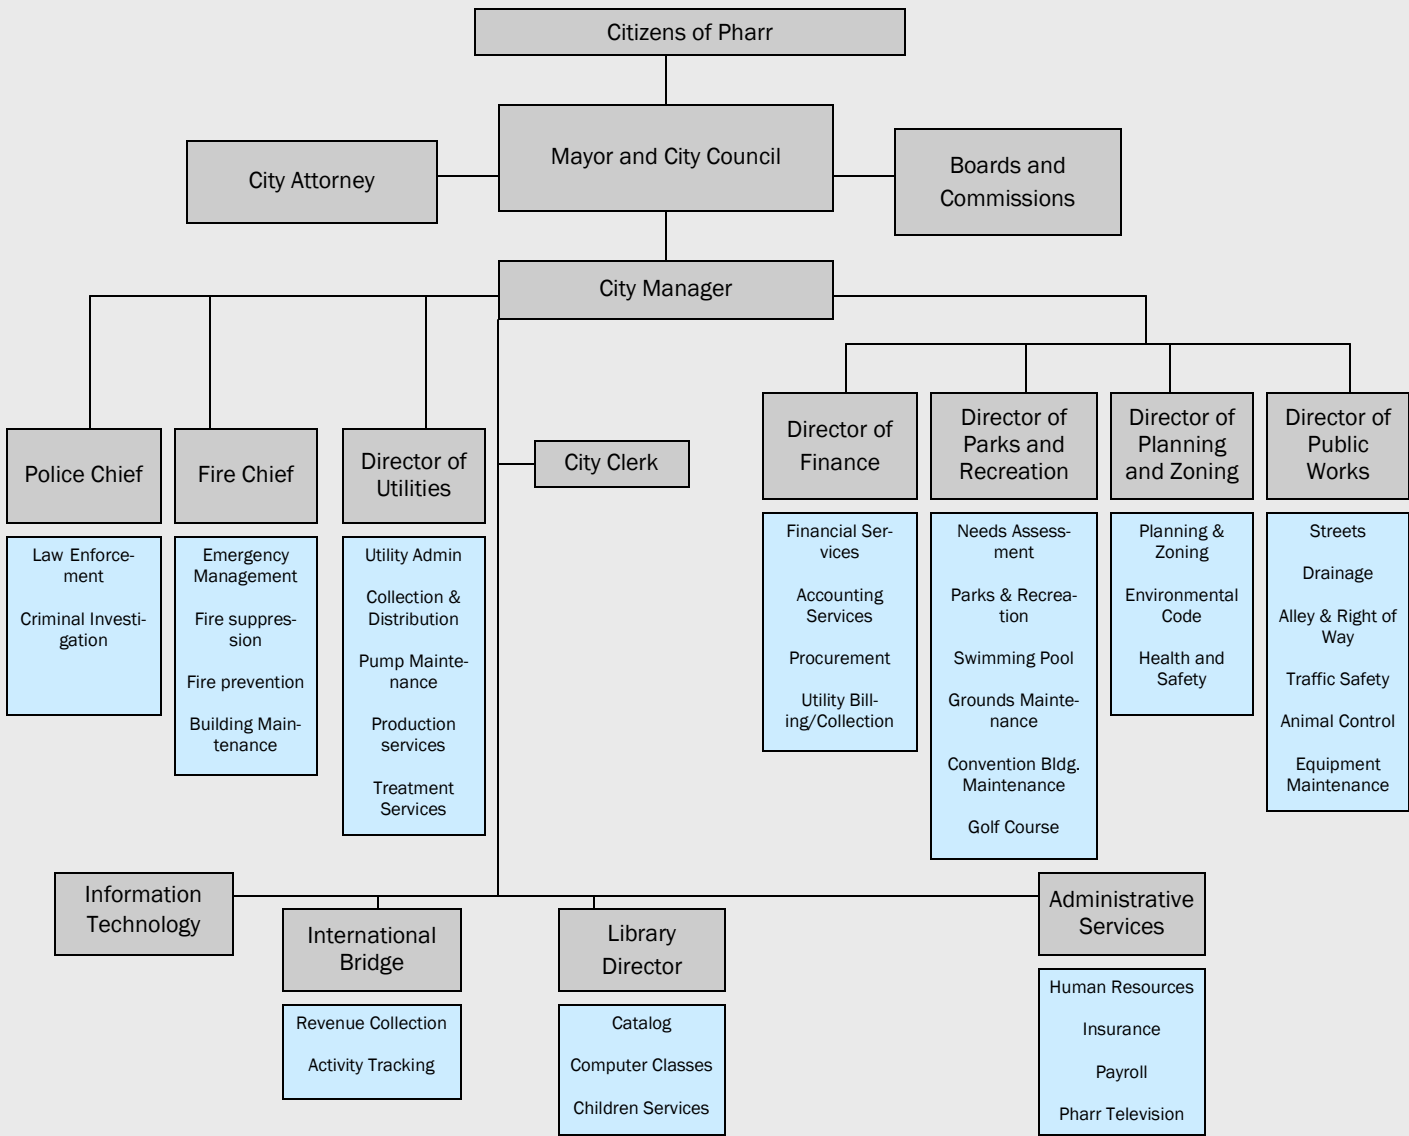 Citizens of Pharr
Mayor and City Council
City Attorney
Boards and
Commissions
City Manager
Police Chief
Law Enforce-
ment
Criminal Investi-
gation
Fire Chief
Emergency
Management
Fire suppres-
sion
Fire prevention
Building Main-
tenance
Director of
Utilities
Utility Admin
Collection &
Distribution
Pump Mainte-
nance
Production
services
Treatment
Services
City Clerk
Director of
Finance
Financial Ser-
vices
Accounting
Services
Procurement
Utility Bill-
ing/Collection
Director of
Parks and
Recreation
Needs Assess-
ment
Parks & Recrea-
tion
Swimming Pool
Grounds Mainte-
nance
Convention Bldg.
Maintenance
Golf Course
Director of
Planning
and Zoning
Planning &
Zoning
Environmental
Code
Health and
Safety
Director of
Public
Works
Streets
Drainage
Alley & Right of
Way
Traffic Safety
Animal Control
Equipment
Maintenance
Information
Technology
International
Bridge
Revenue Collection
Activity Tracking
Library
Director
Catalog
Computer Classes
Children Services
Administrative
Services
Human Resources
Insurance
Payroll
Pharr Television